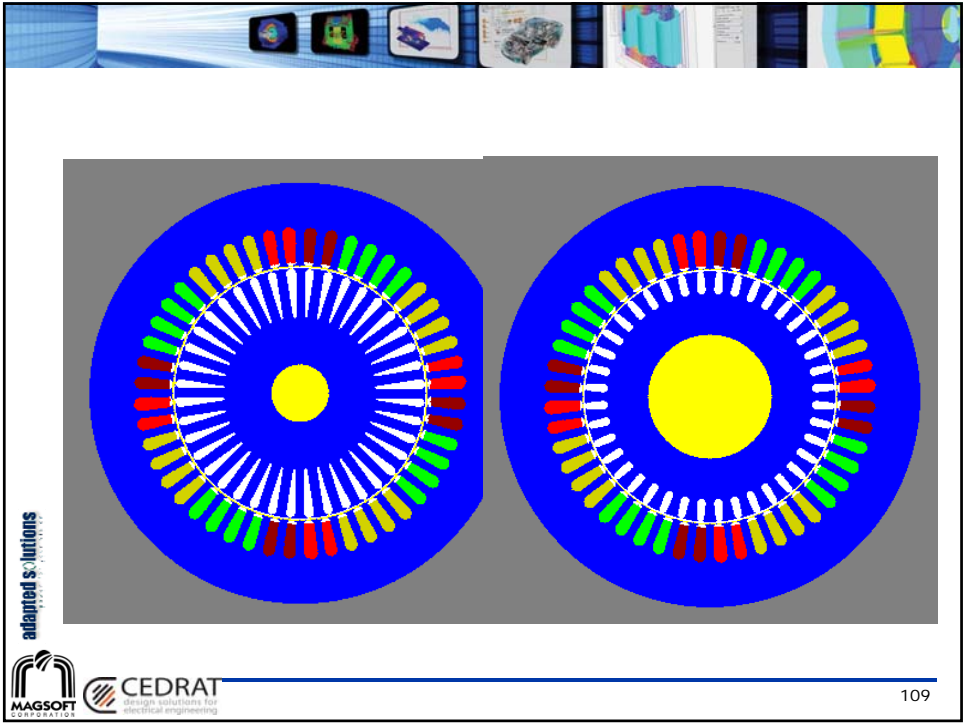 adapted solutions
MAGSOFT
CORPORATION
CEDRAT
design solutions for
electrical engineering
109